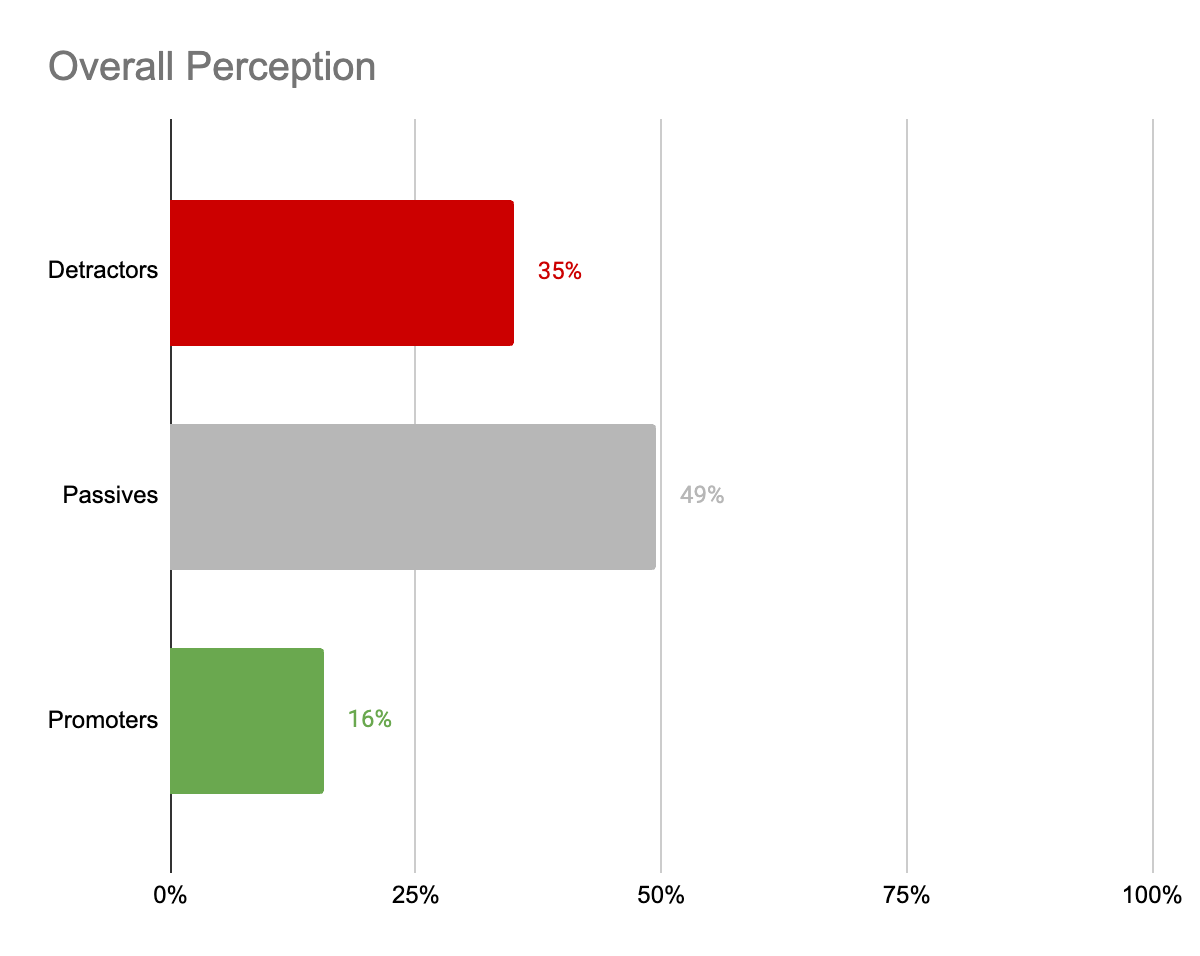 Overall Perception
Detractors
35%
Passives
49%
Promoters
16%
0%
25%
50%
75%
100%